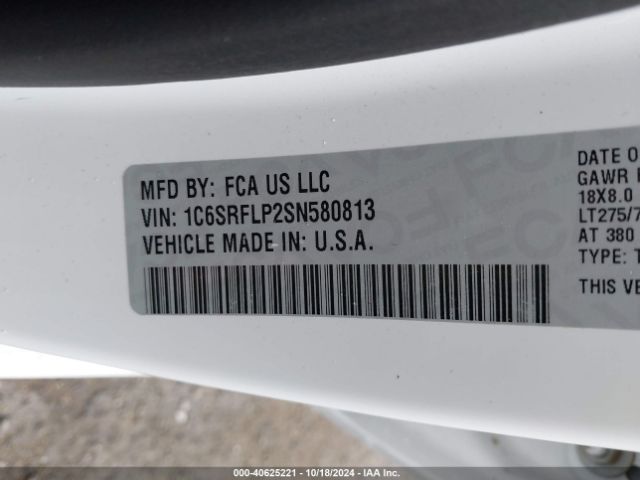 MFD BY: FCA US LLC
VIN: 1C6SRFLP2SN580813
VEHICLE MADE IN: U.S.A.
DATE O
GAWR
18X8.0
LT275/7
AT 380
TYPE: T
THIS VE
000-40625221 - 10/18/2024 - IAA Inc.